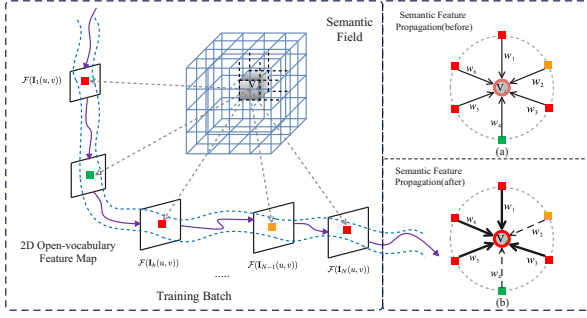 Semantic
Field
V
F(I₁(u, v))
2D Open-vocabulary
Feature Map
F(Iₖ(u, v))
F(I_{N−1}(u, v))
F(I_N(u, v))
.....
Training Batch
Semantic Feature
Propagation(before)
w₁
w₂
w₃
w₄
w₅
w₆
V
(a)
Semantic Feature
Propagation(after)
w₁
w₂
w₃
w₄
w₅
w₆
V
(b)